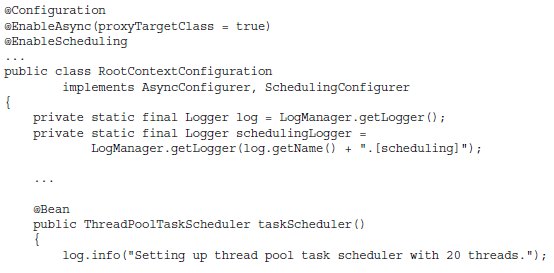 @Configuration
@EnableAsync(proxyTargetClass = true)
@EnableScheduling
...
public class RootContextConfiguration
        implements AsyncConfigurer, SchedulingConfigurer
{
    private static final Logger log = LogManager.getLogger();
    private static final Logger schedulingLogger =
            LogManager.getLogger(log.getName() + ".[scheduling]");

    ...

    @Bean
    public ThreadPoolTaskScheduler taskScheduler()
    {
        log.info("Setting up thread pool task scheduler with 20 threads.");